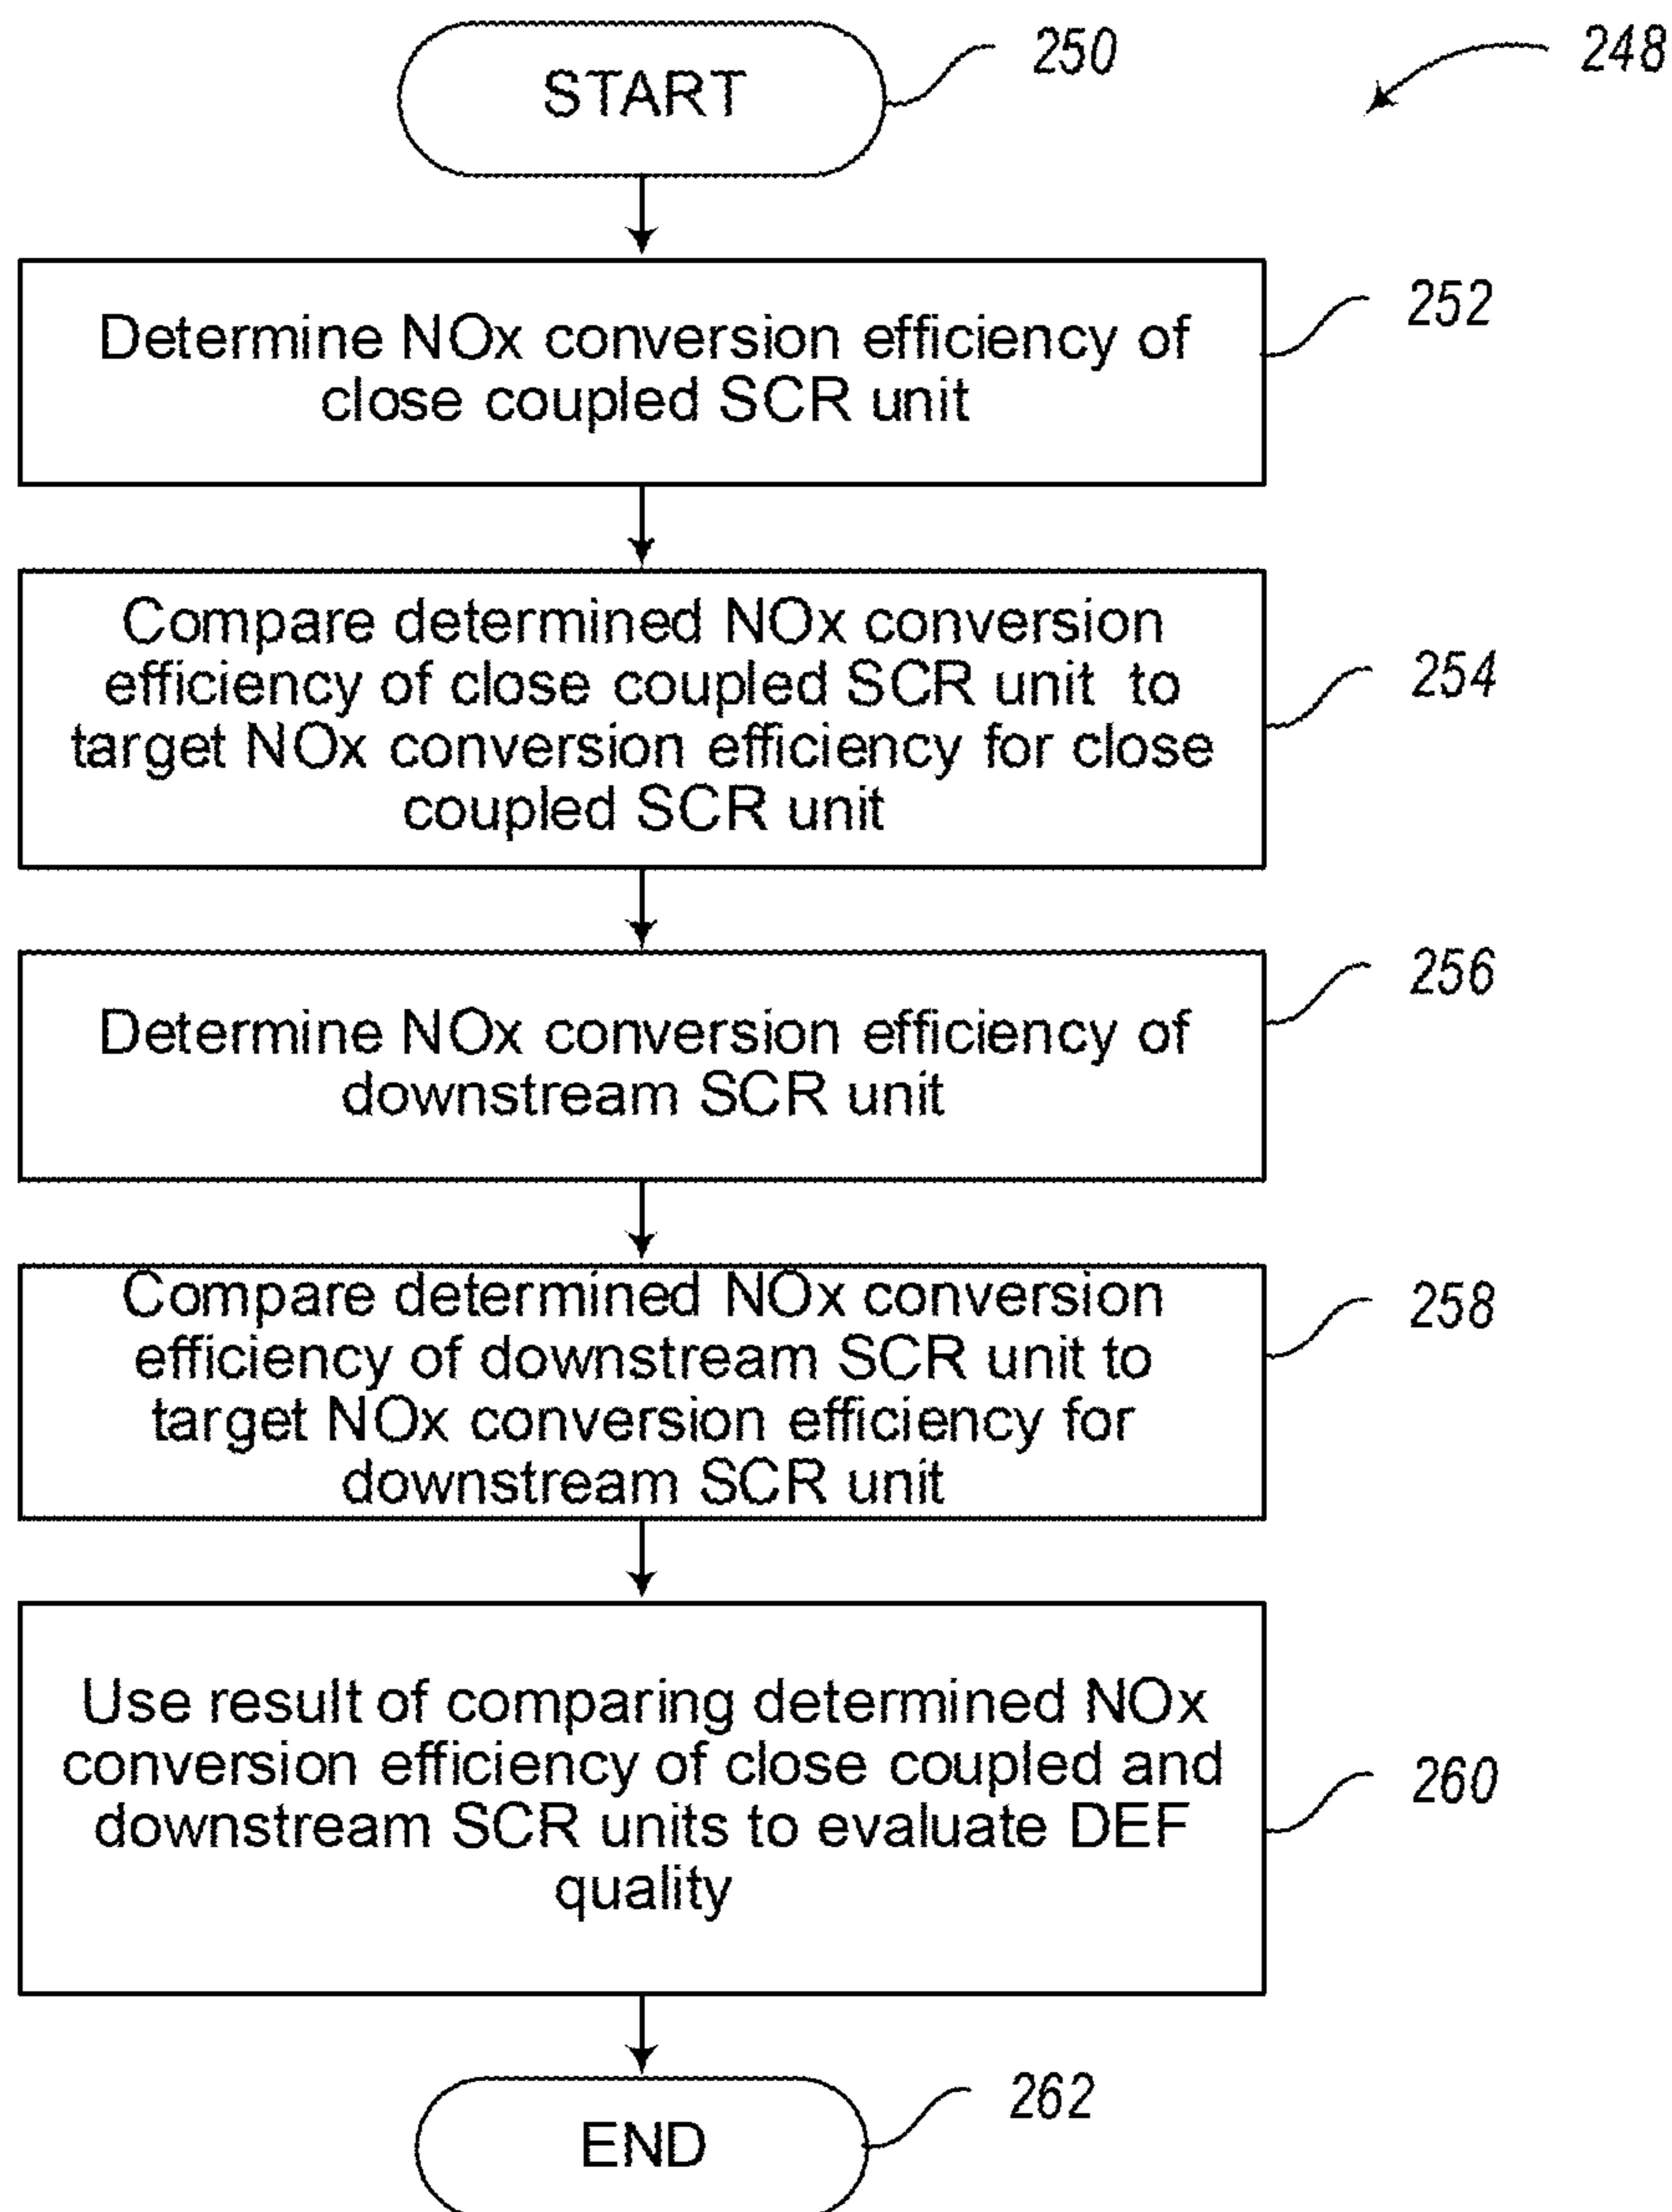 START
250
248
Determine NOx conversion efficiency of
close coupled SCR unit
252
Compare determined NOx conversion
efficiency of close coupled SCR unit to
target NOx conversion efficiency for close
coupled SCR unit
254
Determine NOx conversion efficiency of
downstream SCR unit
256
Compare determined NOx conversion
efficiency of downstream SCR unit to
target NOx conversion efficiency for
downstream SCR unit
258
Use result of comparing determined NOx
conversion efficiency of close coupled and
downstream SCR units to evaluate DEF
quality
260
END
262